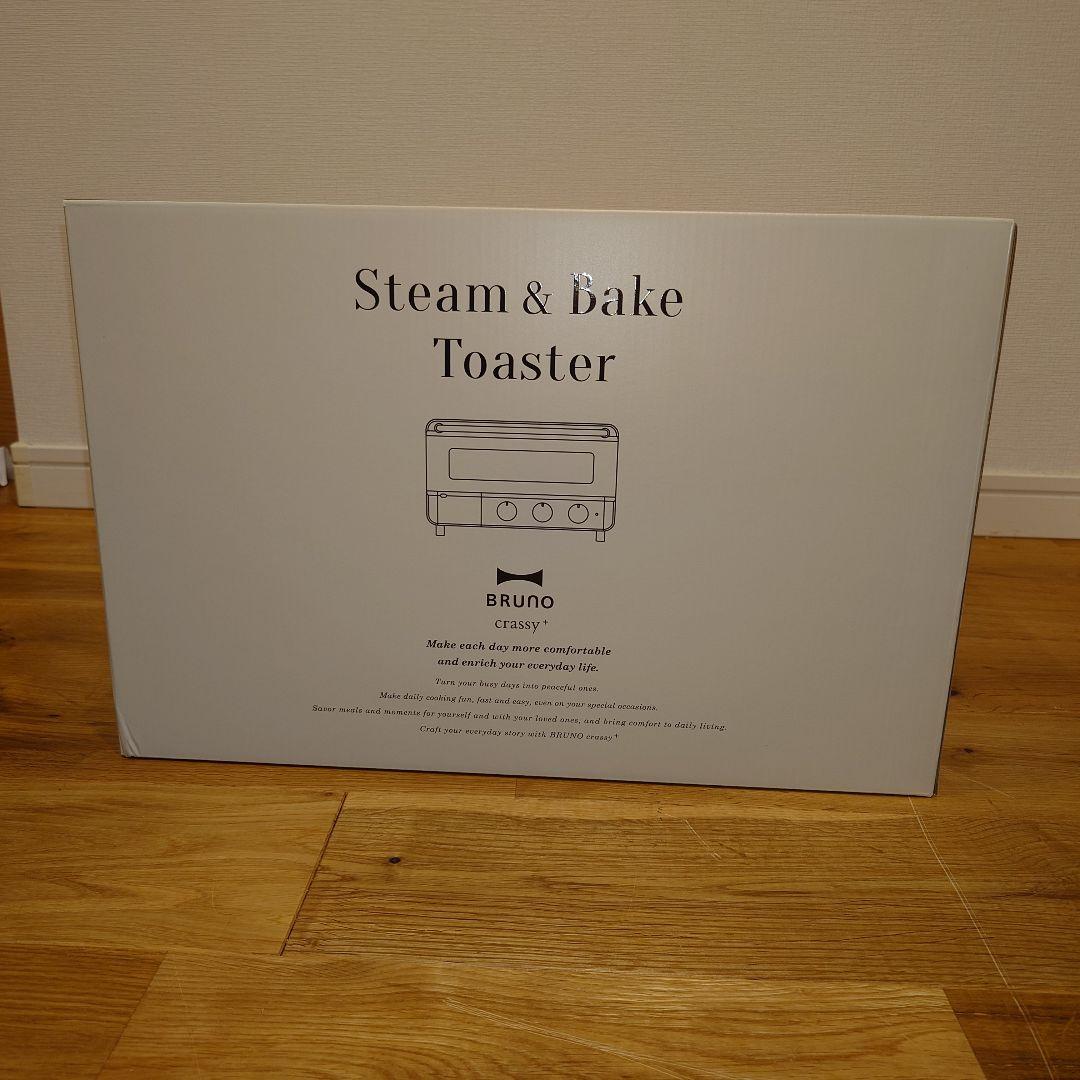 Steam & Bake
Toaster
BRUNO
crassy+
Make each day more comfortable
and enrich your everyday life.
Turn your busy days into peaceful ones.
Make daily cooking fun, fast and easy, even on your special occasions.
Savor meals and moments for yourself and with your loved ones, and bring comfort to daily living.
Craft your everyday story with BRUNO crassy+